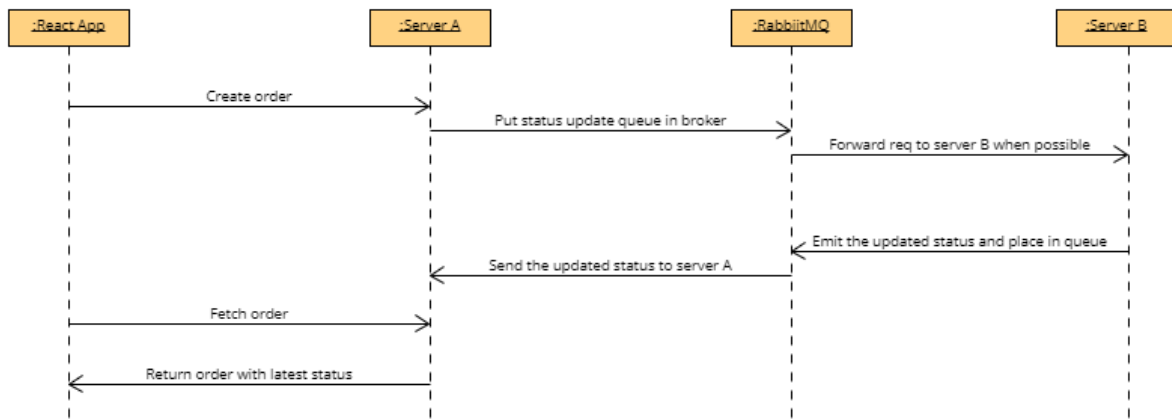 :React App
:Server A
:RabbiitMQ
:Server B
Create order
Put status update queue in broker
Forward req to server B when possible
Emit the updated status and place in queue
Send the updated status to server A
Fetch order
Return order with latest status